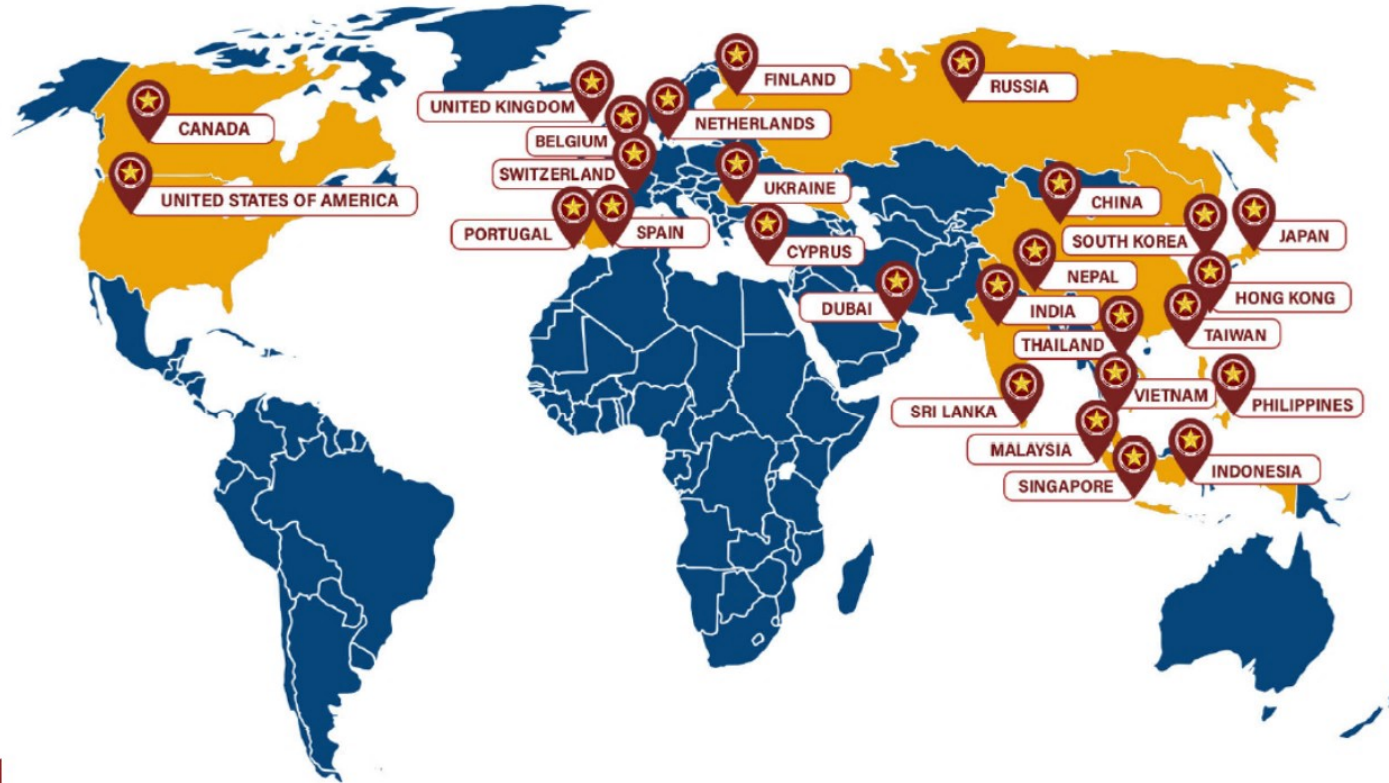 FINLAND
RUSSIA
UNITED KINGDOM
CANADA
NETHERLANDS
BELGIUM
SWITZERLAND
UKRAINE
UNITED STATES OF AMERICA
CHINA
PORTUGAL
SPAIN
SOUTH KOREA
JAPAN
CYPRUS
NEPAL
DUBAI
INDIA
HONG KONG
THAILAND
TAIWAN
VIETNAM
PHILIPPINES
SRI LANKA
MALAYSIA
INDONESIA
SINGAPORE